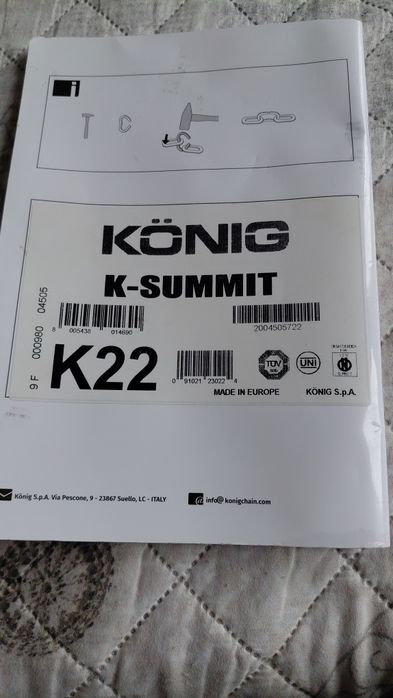 i
KÖNIG
K-SUMMIT
8 005438 014690
2004505722
9 F 000980 04505
K22
0 91021 23022 4
TÜV
UNI
MADE IN EUROPE
KÖNIG S.p.A.
König S.p.A. Via Pescone, 9 - 23867 Suello, LC - ITALY
@ info@konigchain.com